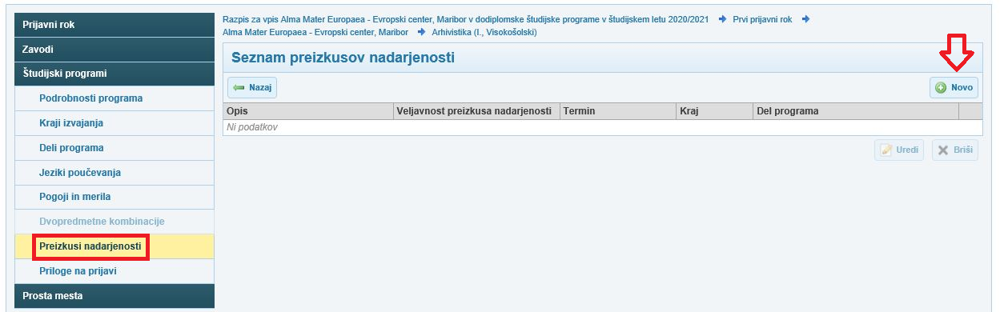 Prijavni rok
Zavodi
Študijski programi
Podrobnosti programa
Kraji izvajanja
Deli programa
Jeziki poučevanja
Pogoji in merila
Dvopredmetne kombinacije
Preizkusi nadarjenosti
Priloge na prijavi
Prosta mesta
Razpis za vpis Alma Mater Europaea - Evropski center, Maribor v dodiplomske študijske programe v študijskem letu 2020/2021 Prvi prijavni rok
Alma Mater Europaea - Evropski center, Maribor Arhivistika (I., Visokošolski)
Seznam preizkusov nadarjenosti
Nazaj Novo
Opis Veljavnost preizkusa nadarjenosti Termin Kraj Del programa
Ni podatkov
Uredi Briši